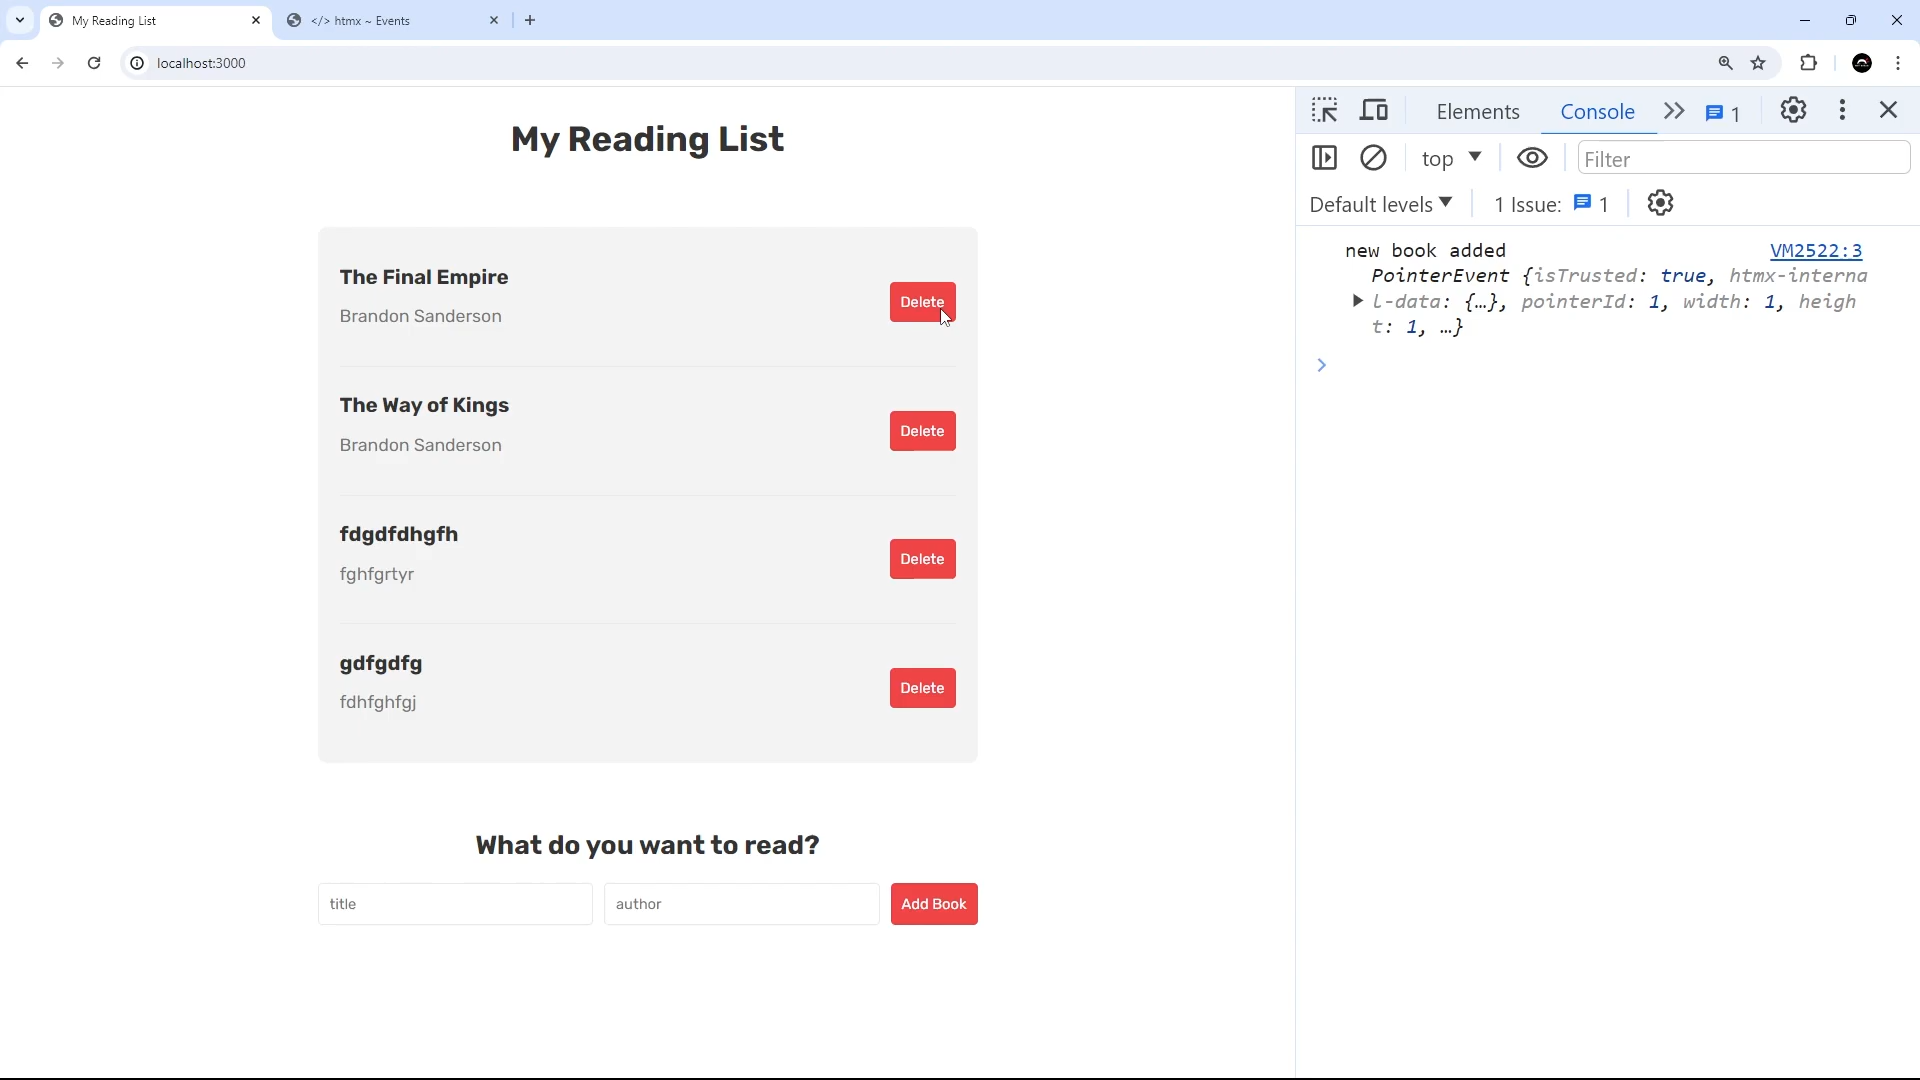 My Reading List
</> htmx ~ Events
localhost:3000
My Reading List
The Final Empire
Brandon Sanderson
Delete
The Way of Kings
Brandon Sanderson
Delete
fdgdfdhgfh
fghfgrtyr
Delete
gdfgdfg
fdhfghfgj
Delete
What do you want to read?
title
author
Add Book
Elements
Console
1
top
Filter
Default levels
1 Issue:
1
new book added VM2522:3
PointerEvent {isTrusted: true, htmx-interna
l-data: {…}, pointerId: 1, width: 1, heigh
t: 1, …}